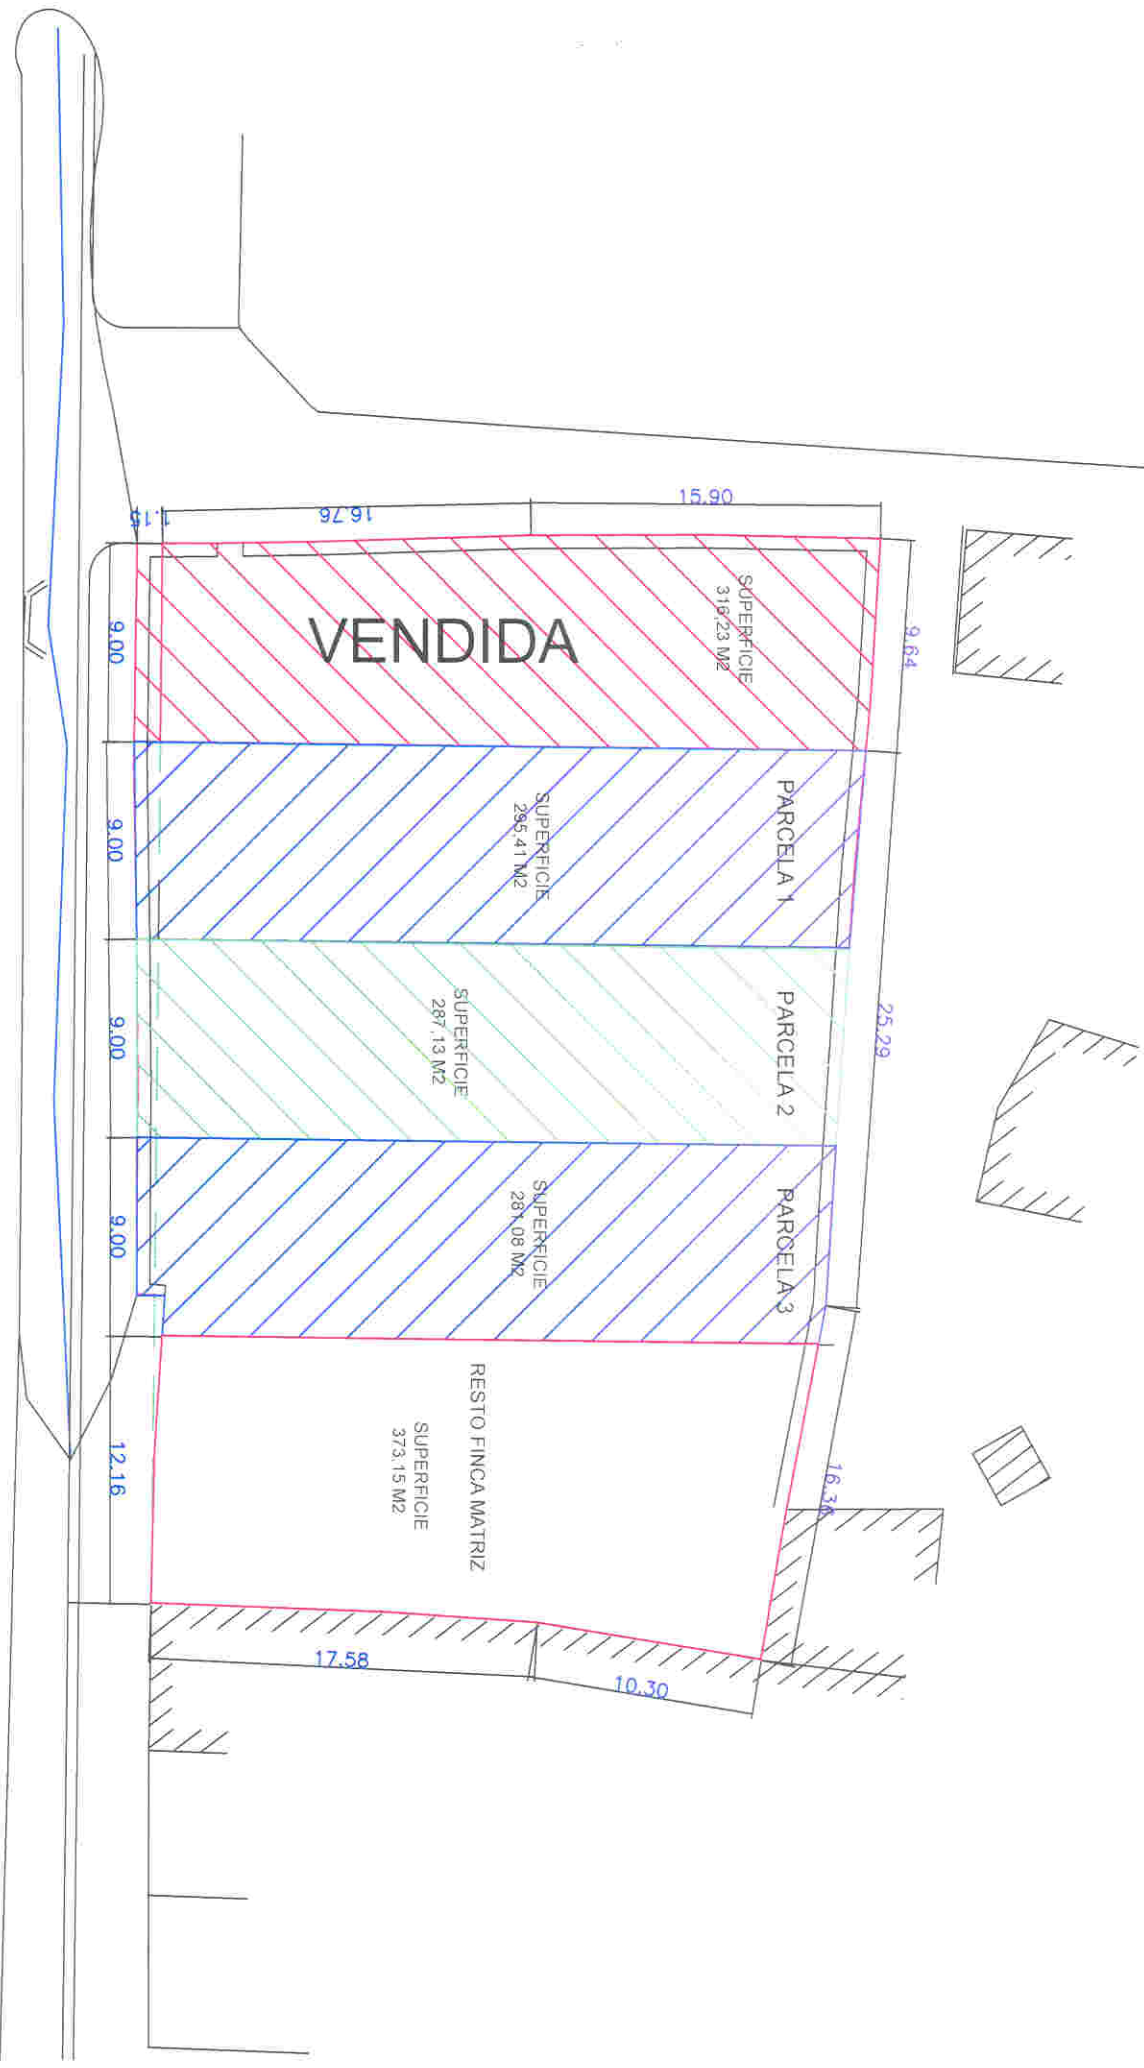 15.90
16.76
1.15
9.64
SUPERFICIE
316,23 M2
VENDIDA
9.00
PARCELA 1
SUPERFICIE
295,41 M2
9.00
25.29
PARCELA 2
SUPERFICIE
287,13 M2
9.00
PARCELA 3
SUPERFICIE
281,08 M2
9.00
RESTO FINCA MATRIZ
SUPERFICIE
373,15 M2
12.16
17.58
10.30